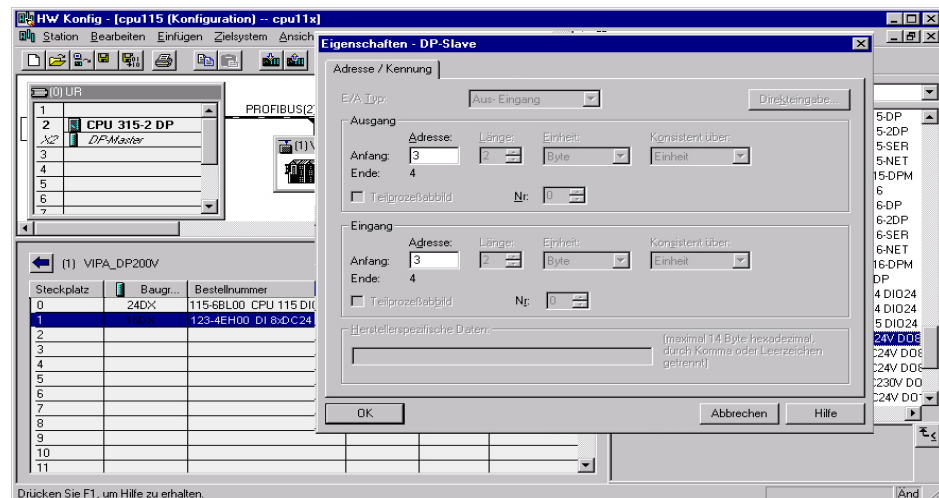 HW Konfig - [cpu115 (Konfiguration) -- cpu11x]
Station Bearbeiten Einfügen Zielsystem Ansich
(0) UR
1
2 CPU 315-2 DP
X2 DP-Master
3
4
5
6
7
PROFIBUS(2
(1) V
(1) VIPA_DP200V
Steckplatz Baugr... Bestellnummer
0 24DX 115-6BL00 CPU 115 DI(
1 123-4EH00 DI 8xDC24
2
3
4
5
6
7
8
9
10
11
Eigenschaften - DP-Slave
Adresse / Kennung
E/A Typ: Aus- Eingang Direkteingabe...
Ausgang
Adresse: Länge: Einheit: Konsistent über:
Anfang: 3 2 Byte Einheit
Ende: 4
Teilprozeßabbild Nr: 0
Eingang
Adresse: Länge: Einheit: Konsistent über:
Anfang: 3 2 Byte Einheit
Ende: 4
Teilprozeßabbild Nr: 0
Herstellerspezifische Daten:
(maximal 14 Byte hexadezimal,
durch Komma oder Leerzeichen
getrennt)
OK Abbrechen Hilfe
5-DP
5-2DP
5-SER
5-NET
15-DPM
6
6-DP
6-2DP
6-SER
6-NET
16-DPM
DP
4 DIO24
4 DIO24
5 DIO24
24V DO8
C24V DO8
C24V DO8
C230V DO
C24V DO
Drücken Sie F1, um Hilfe zu erhalten.
Änd